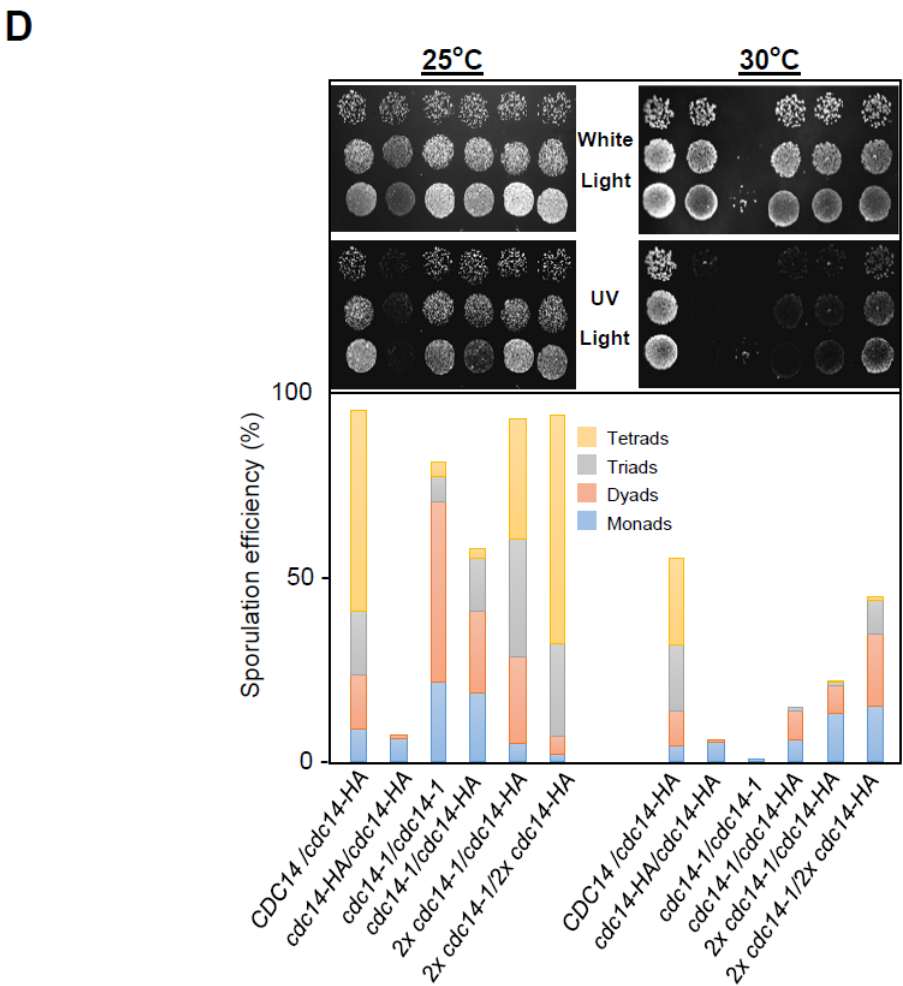 D
25°C
30°C
White
Light
UV
Light
100
50
0
Sporulation efficiency (%)
Tetrads
Triads
Dyads
Monads
CDC14 /cdc14-HA
cdc14-HA/cdc14-HA
cdc14-1/cdc14-1
cdc14-1/cdc14-HA
2x cdc14-1/cdc14-HA
2x cdc14-1/2x cdc14-HA
CDC14 /cdc14-HA
cdc14-HA/cdc14-HA
cdc14-1/cdc14-1
cdc14-1/cdc14-HA
2x cdc14-1/cdc14-HA
2x cdc14-1/2x cdc14-HA